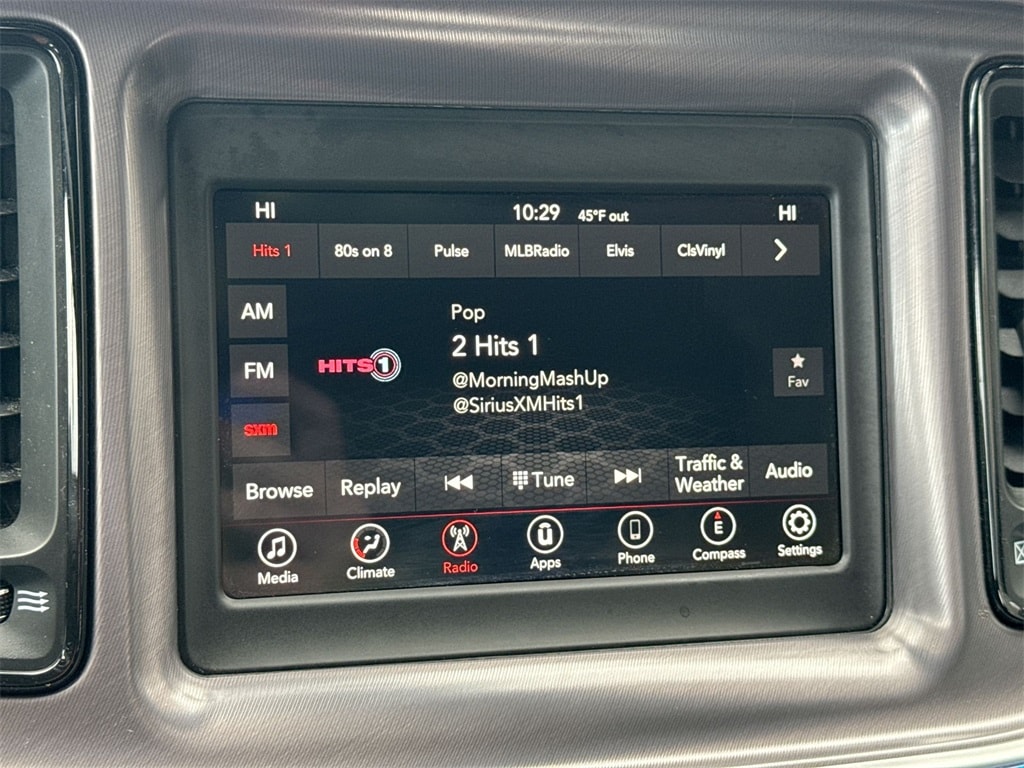 HI 10:29 45°F out HI
Hits 1 80s on 8 Pulse MLBRadio Elvis ClsVinyl
AM
Pop
2 Hits 1
FM
HITS1
@MorningMashUp
@SiriusXMHits1
Fav
sxm
Browse Replay Tune Traffic & Weather Audio
Media Climate Radio Apps Phone E Compass Settings